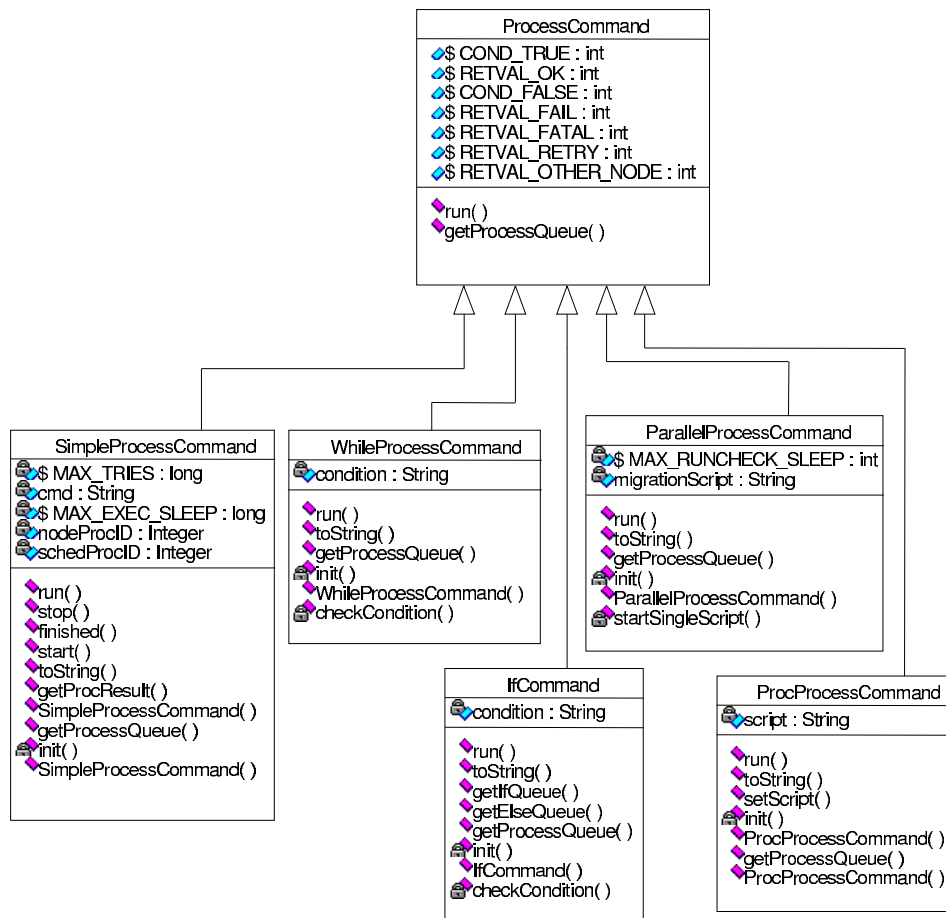 ProcessCommand
$ COND_TRUE : int
$ RETVAL_OK : int
$ COND_FALSE : int
$ RETVAL_FAIL : int
$ RETVAL_FATAL : int
$ RETVAL_RETRY : int
$ RETVAL_OTHER_NODE : int
run( )
getProcessQueue( )
SimpleProcessCommand
$ MAX_TRIES : long
cmd : String
$ MAX_EXEC_SLEEP : long
nodeProcID : Integer
schedProcID : Integer
run( )
stop( )
finished( )
start( )
toString( )
getProcResult( )
SimpleProcessCommand( )
getProcessQueue( )
init( )
SimpleProcessCommand( )
WhileProcessCommand
condition : String
run( )
toString( )
getProcessQueue( )
init( )
WhileProcessCommand( )
checkCondition( )
ParallelProcessCommand
$ MAX_RUNCHECK_SLEEP : int
migrationScript : String
run( )
toString( )
getProcessQueue( )
init( )
ParallelProcessCommand( )
startSingleScript( )
IfCommand
condition : String
run( )
toString( )
getIfQueue( )
getElseQueue( )
getProcessQueue( )
init( )
IfCommand( )
checkCondition( )
ProcProcessCommand
script : String
run( )
toString( )
setScript( )
init( )
ProcProcessCommand( )
getProcessQueue( )
ProcProcessCommand( )